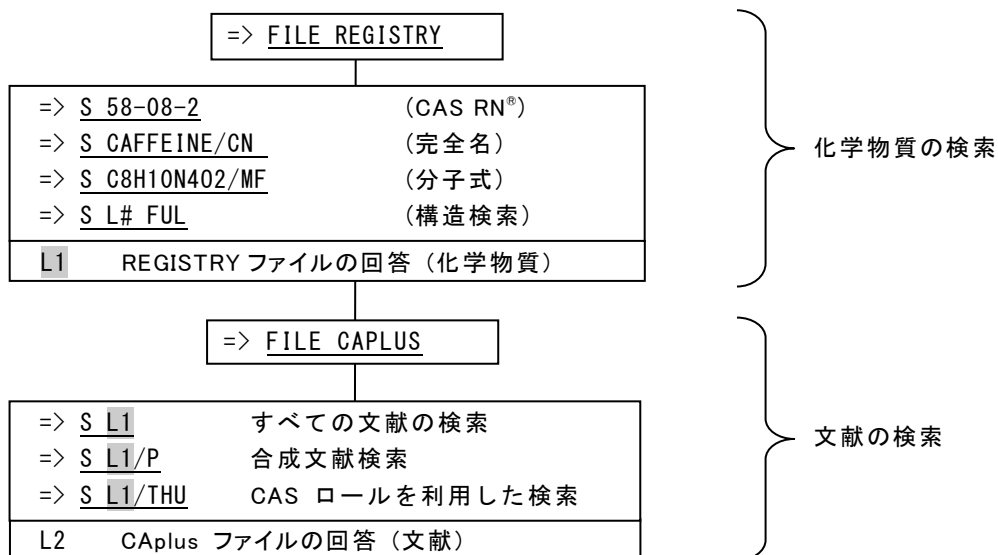 => FILE REGISTRY
=> S 58-08-2 (CAS RN®)
=> S CAFFEINE/CN (完全名)
=> S C8H10N4O2/MF (分子式)
=> S L# FUL (構造検索)
化学物質の検索
L1 REGISTRY ファイルの回答 (化学物質)
=> FILE CAPLUS
=> S L1 すべての文献の検索
=> S L1/P 合成文献検索
=> S L1/THU CAS ロールを利用した検索
文献の検索
L2 CAplus ファイルの回答 (文献)